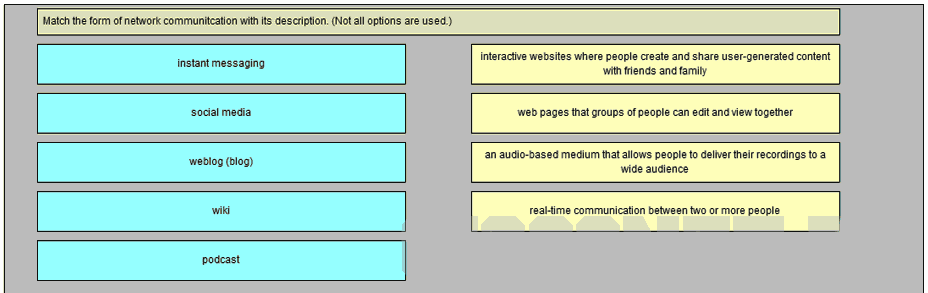 Match the form of network communitcation with its description. (Not all options are used.)
instant messaging
social media
weblog (blog)
wiki
podcast
interactive websites where people create and share user-generated content
with friends and family
web pages that groups of people can edit and view together
an audio-based medium that allows people to deliver their recordings to a
wide audience
real-time communication between two or more people